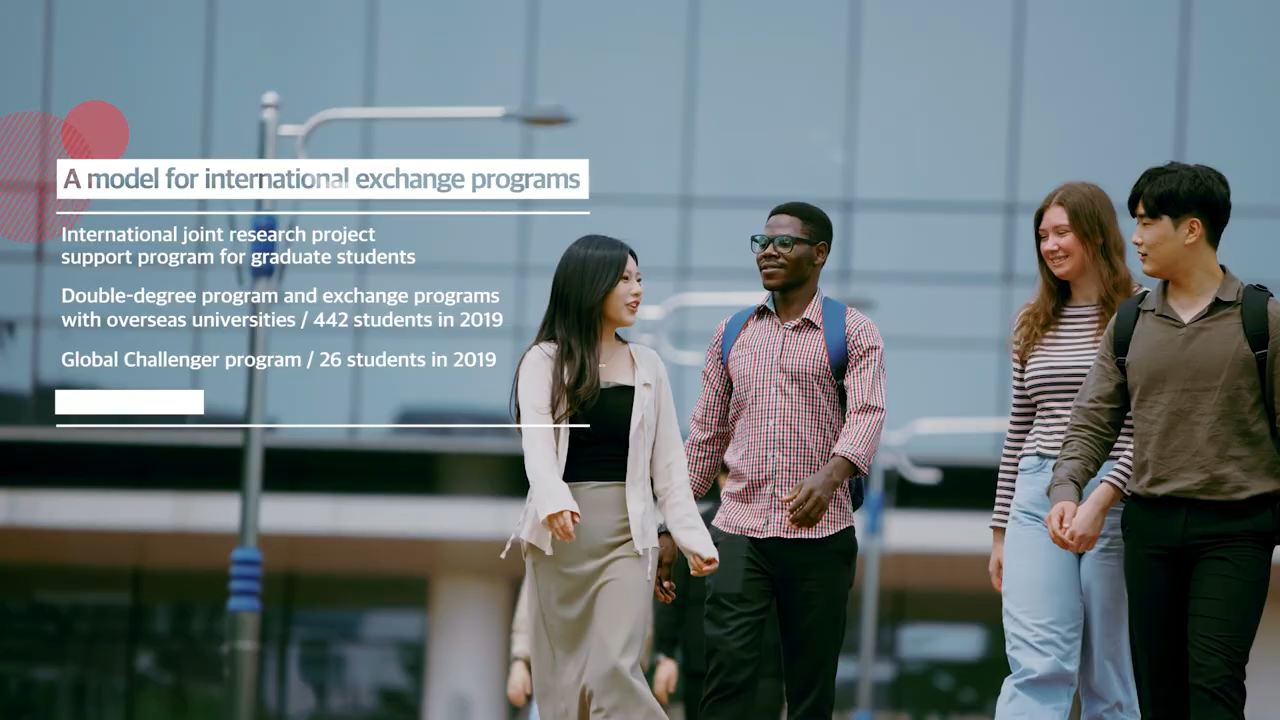 A model for international exchange programs
International joint research project
support program for graduate students
Double-degree program and exchange programs
with overseas universities / 442 students in 2019
Global Challenger program / 26 students in 2019